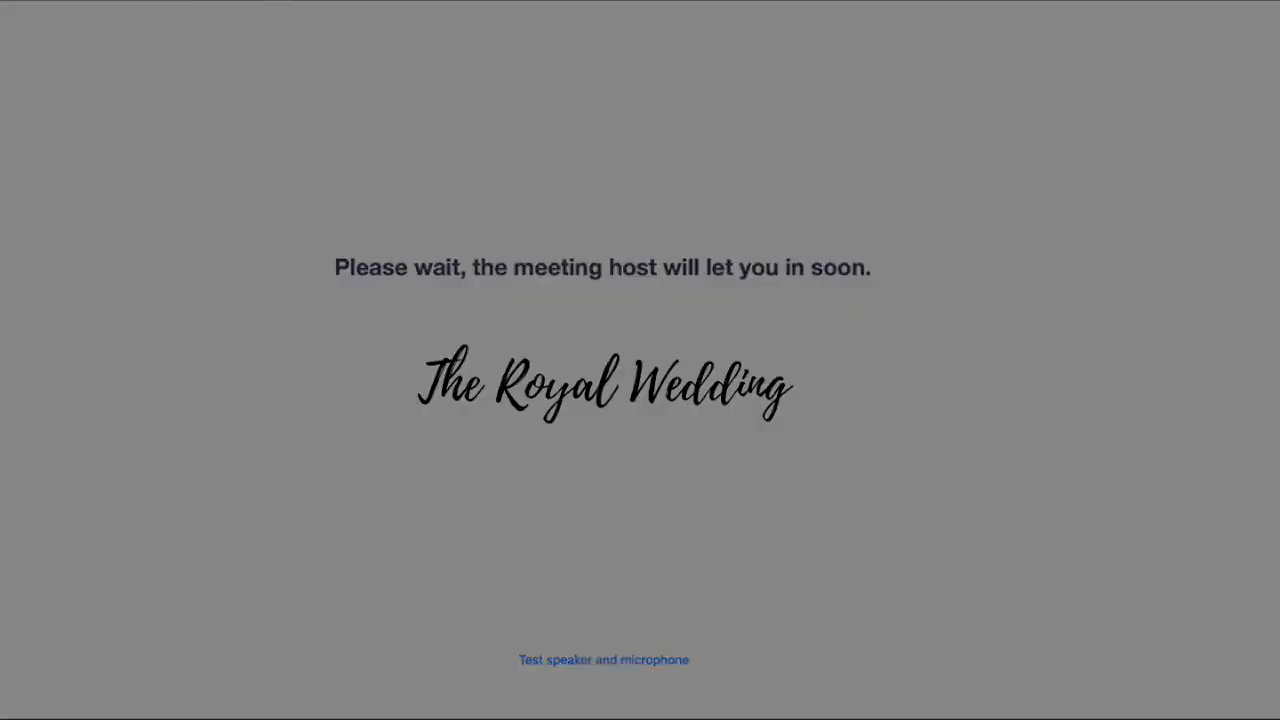 Please wait, the meeting host will let you in soon.
The Royal Wedding
Test speaker and microphone